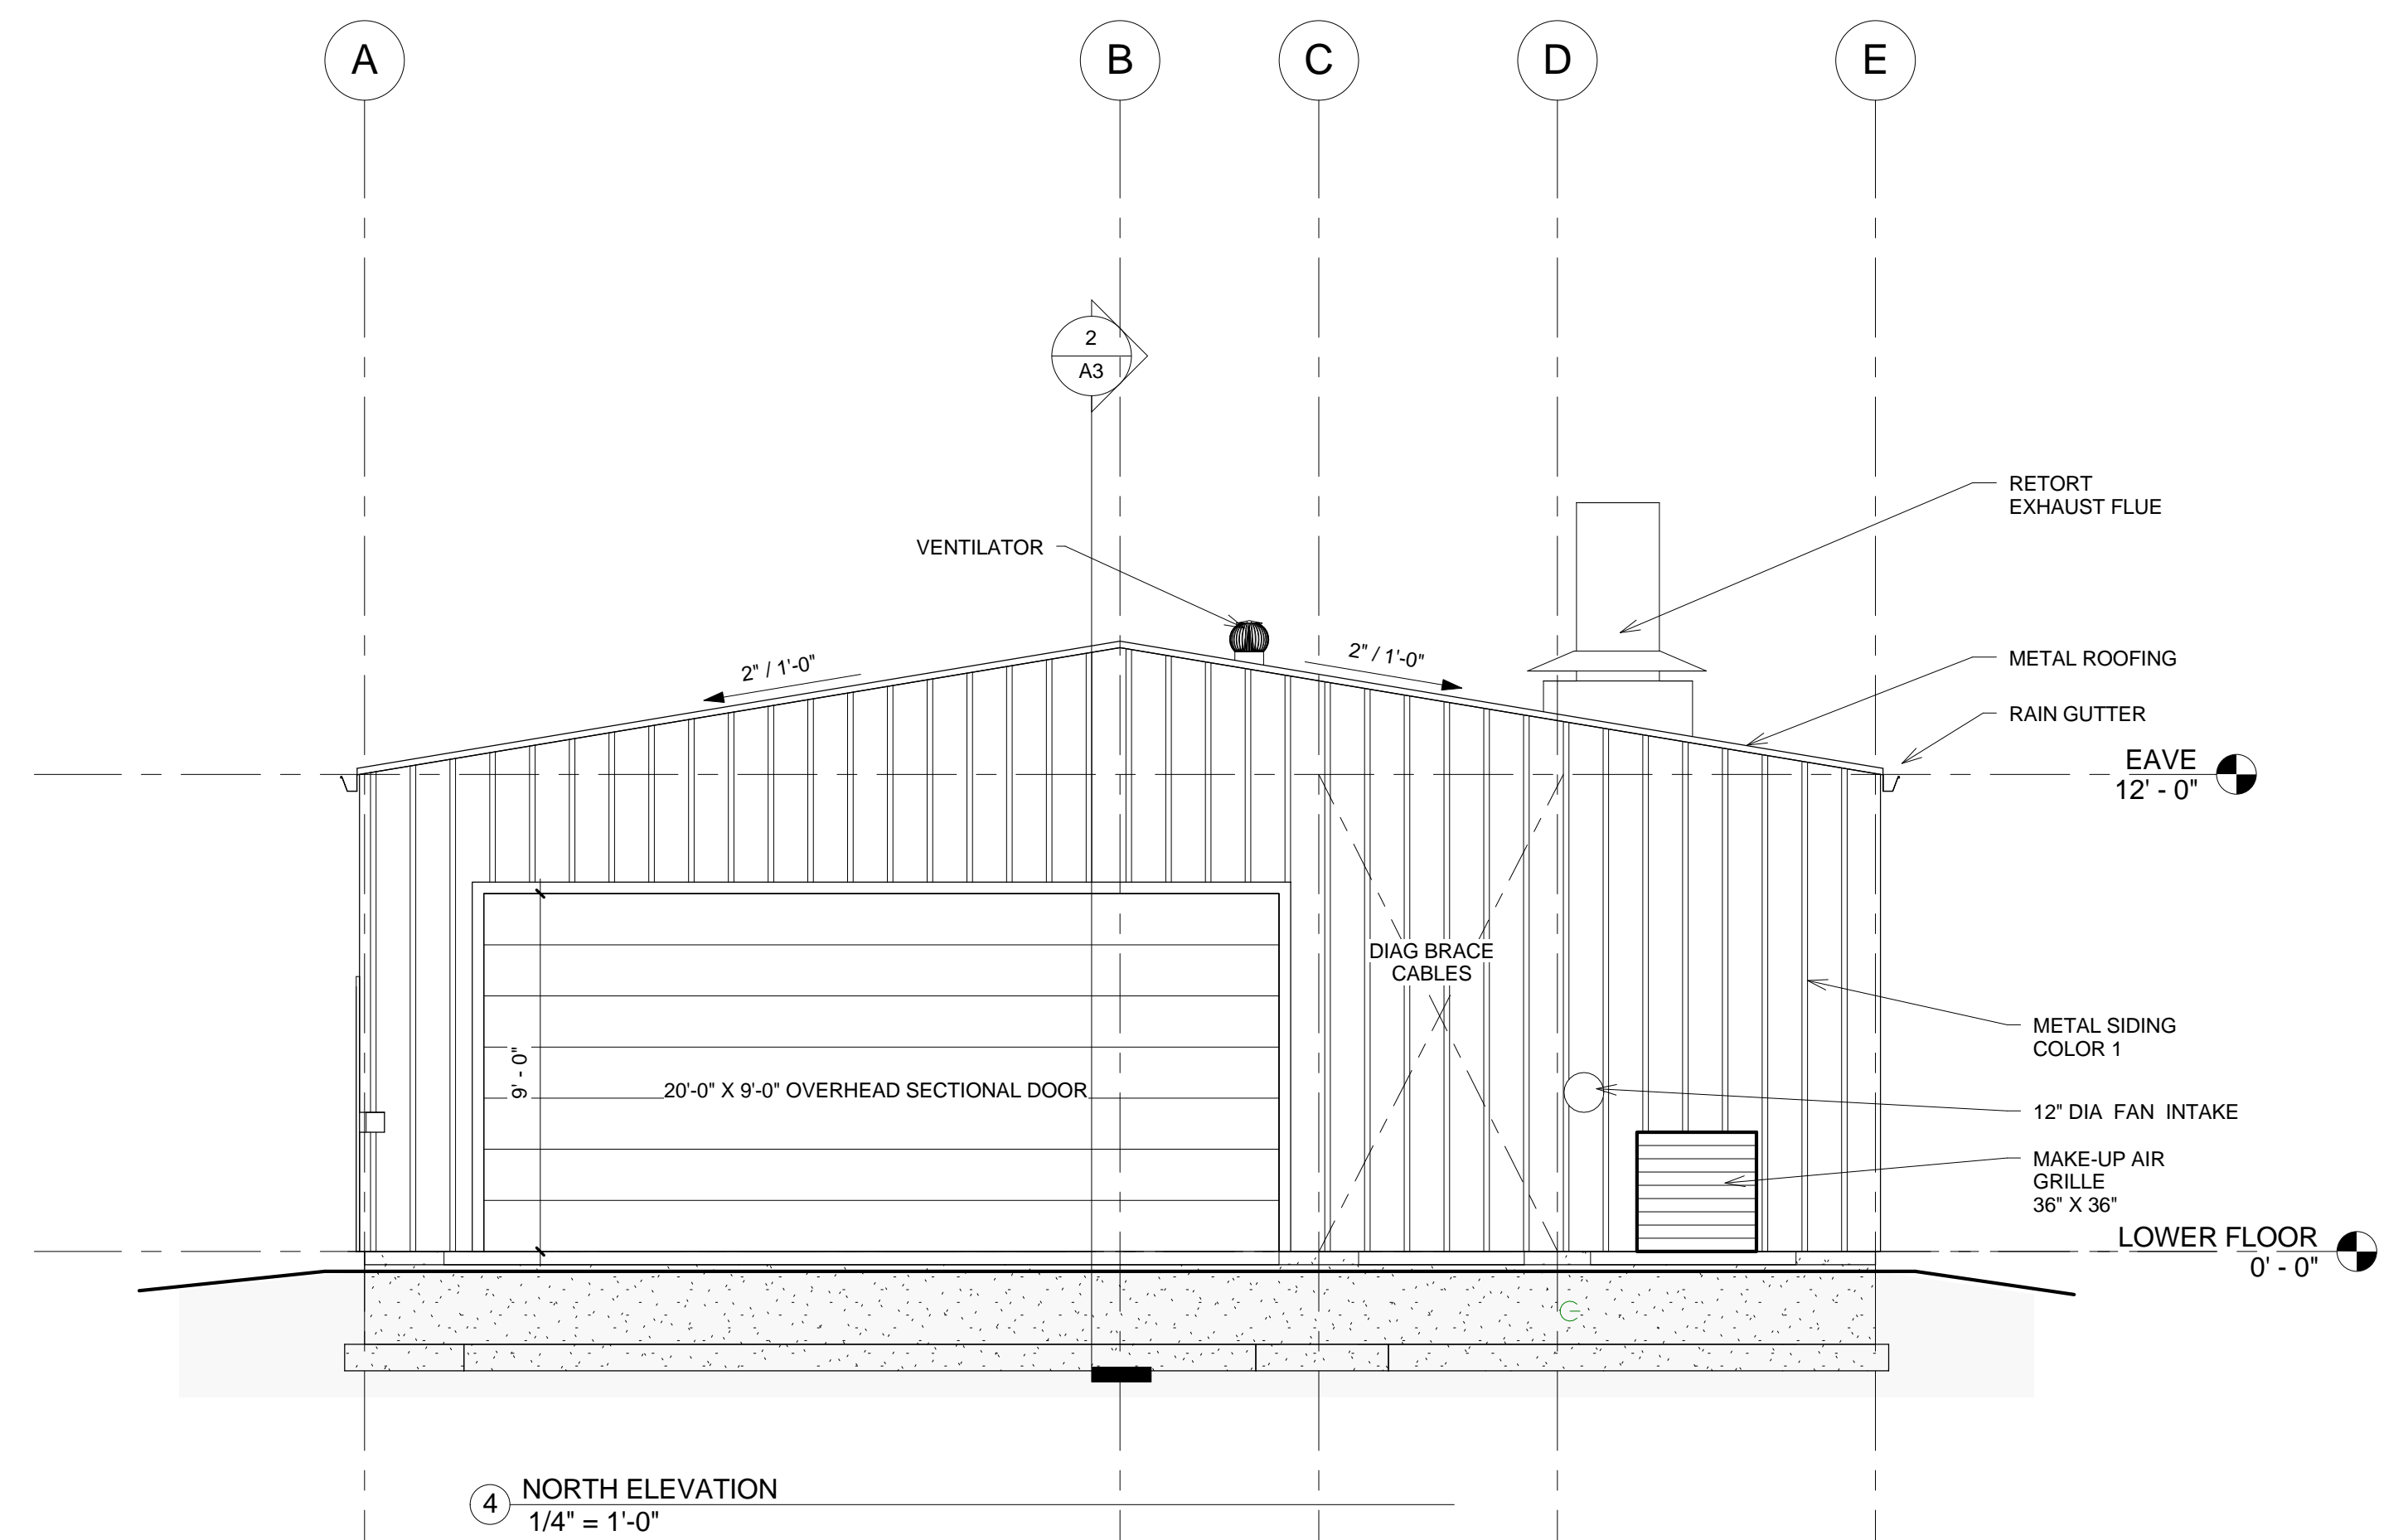 A
B
C
D
E
2
A3
RETORT
EXHAUST FLUE
VENTILATOR
2" / 1'-0"
2" / 1'-0"
METAL ROOFING
RAIN GUTTER
EAVE
12' - 0"
DIAG BRACE
CABLES
METAL SIDING
COLOR 1
9' - 0"
20'-0" X 9'-0" OVERHEAD SECTIONAL DOOR
12" DIA  FAN  INTAKE
MAKE-UP AIR
GRILLE
36" X 36"
LOWER FLOOR
0' - 0"
4
NORTH ELEVATION
1/4" = 1'-0"